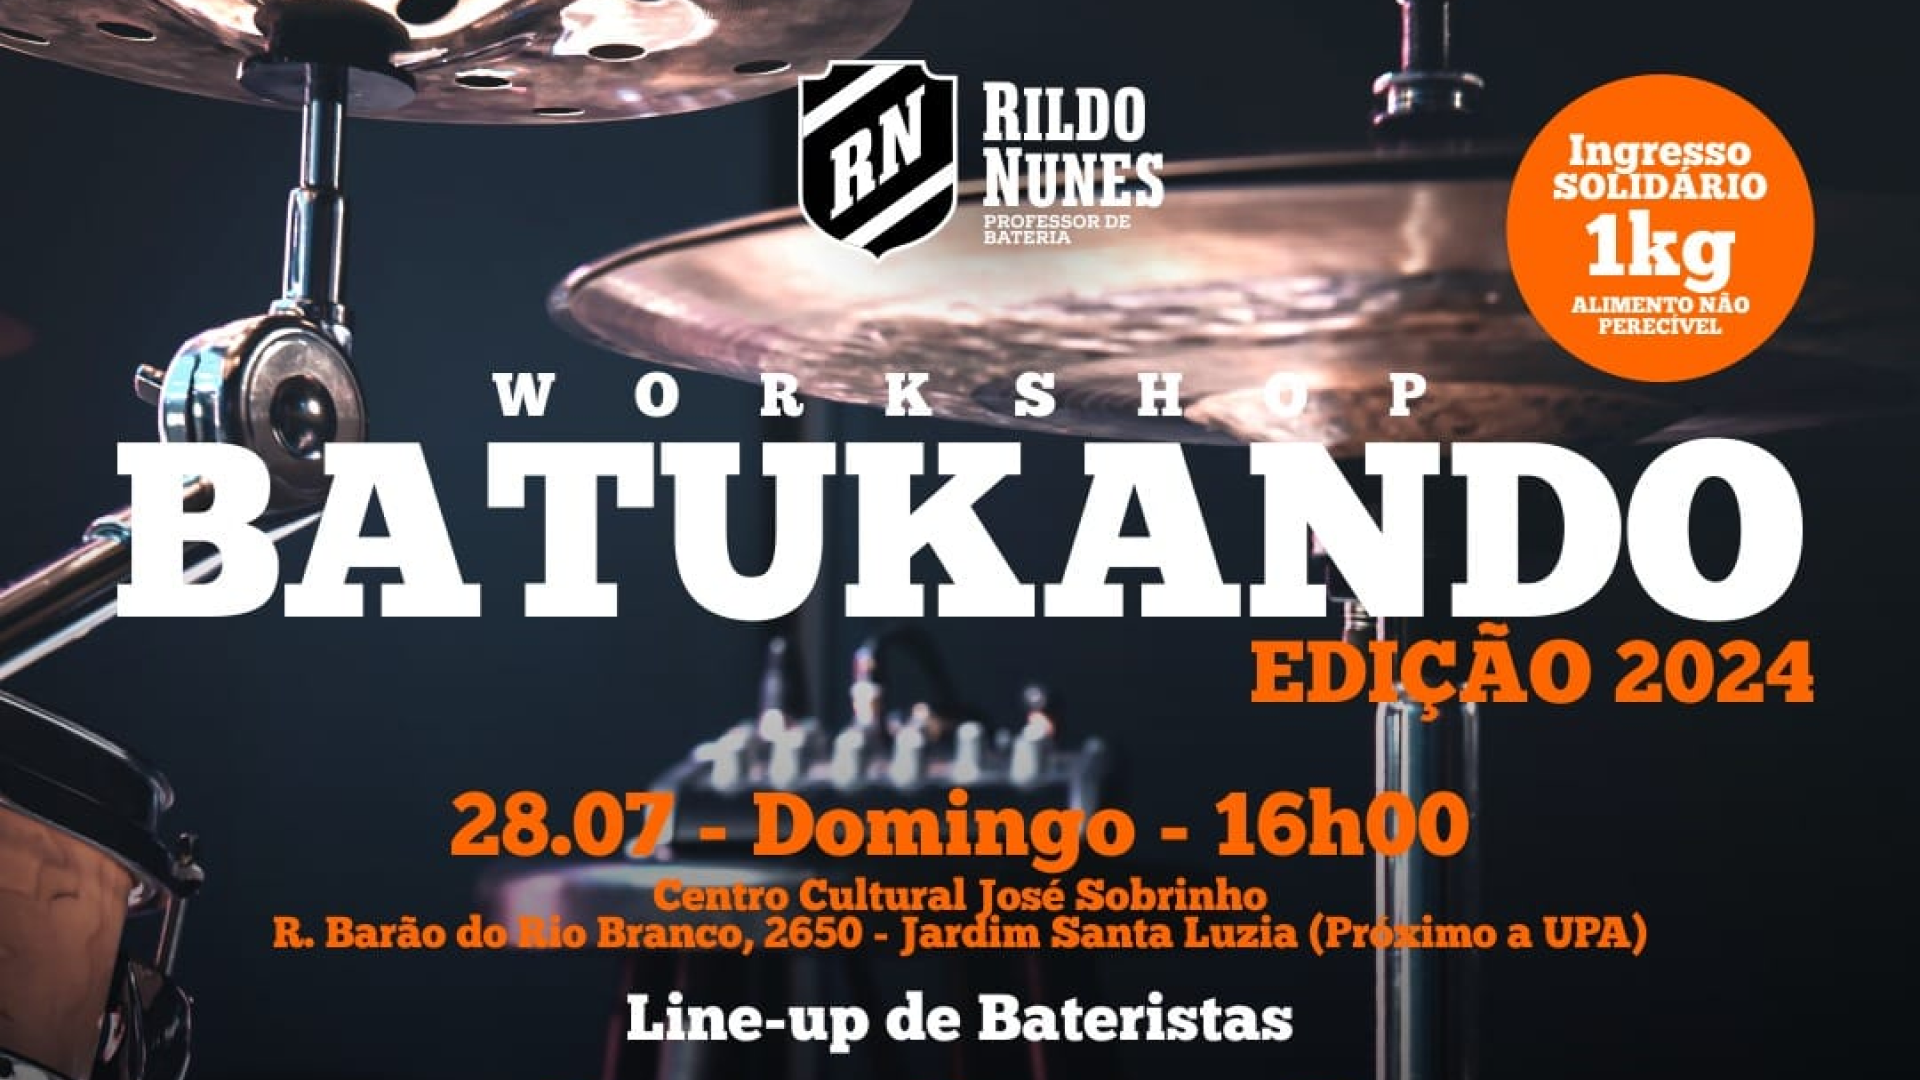 RN
RILDO
NUNES
PROFESSOR DE
BATERIA
Ingresso
SOLIDÁRIO
1kg
ALIMENTO NÃO
PERECÍVEL
WORKSHOP
BATUKANDO
EDIÇÃO 2024
28.07 - Domingo - 16h00
Centro Cultural José Sobrinho
R. Barão do Rio Branco, 2650 - Jardim Santa Luzia (Próximo a UPA)
Line-up de Bateristas